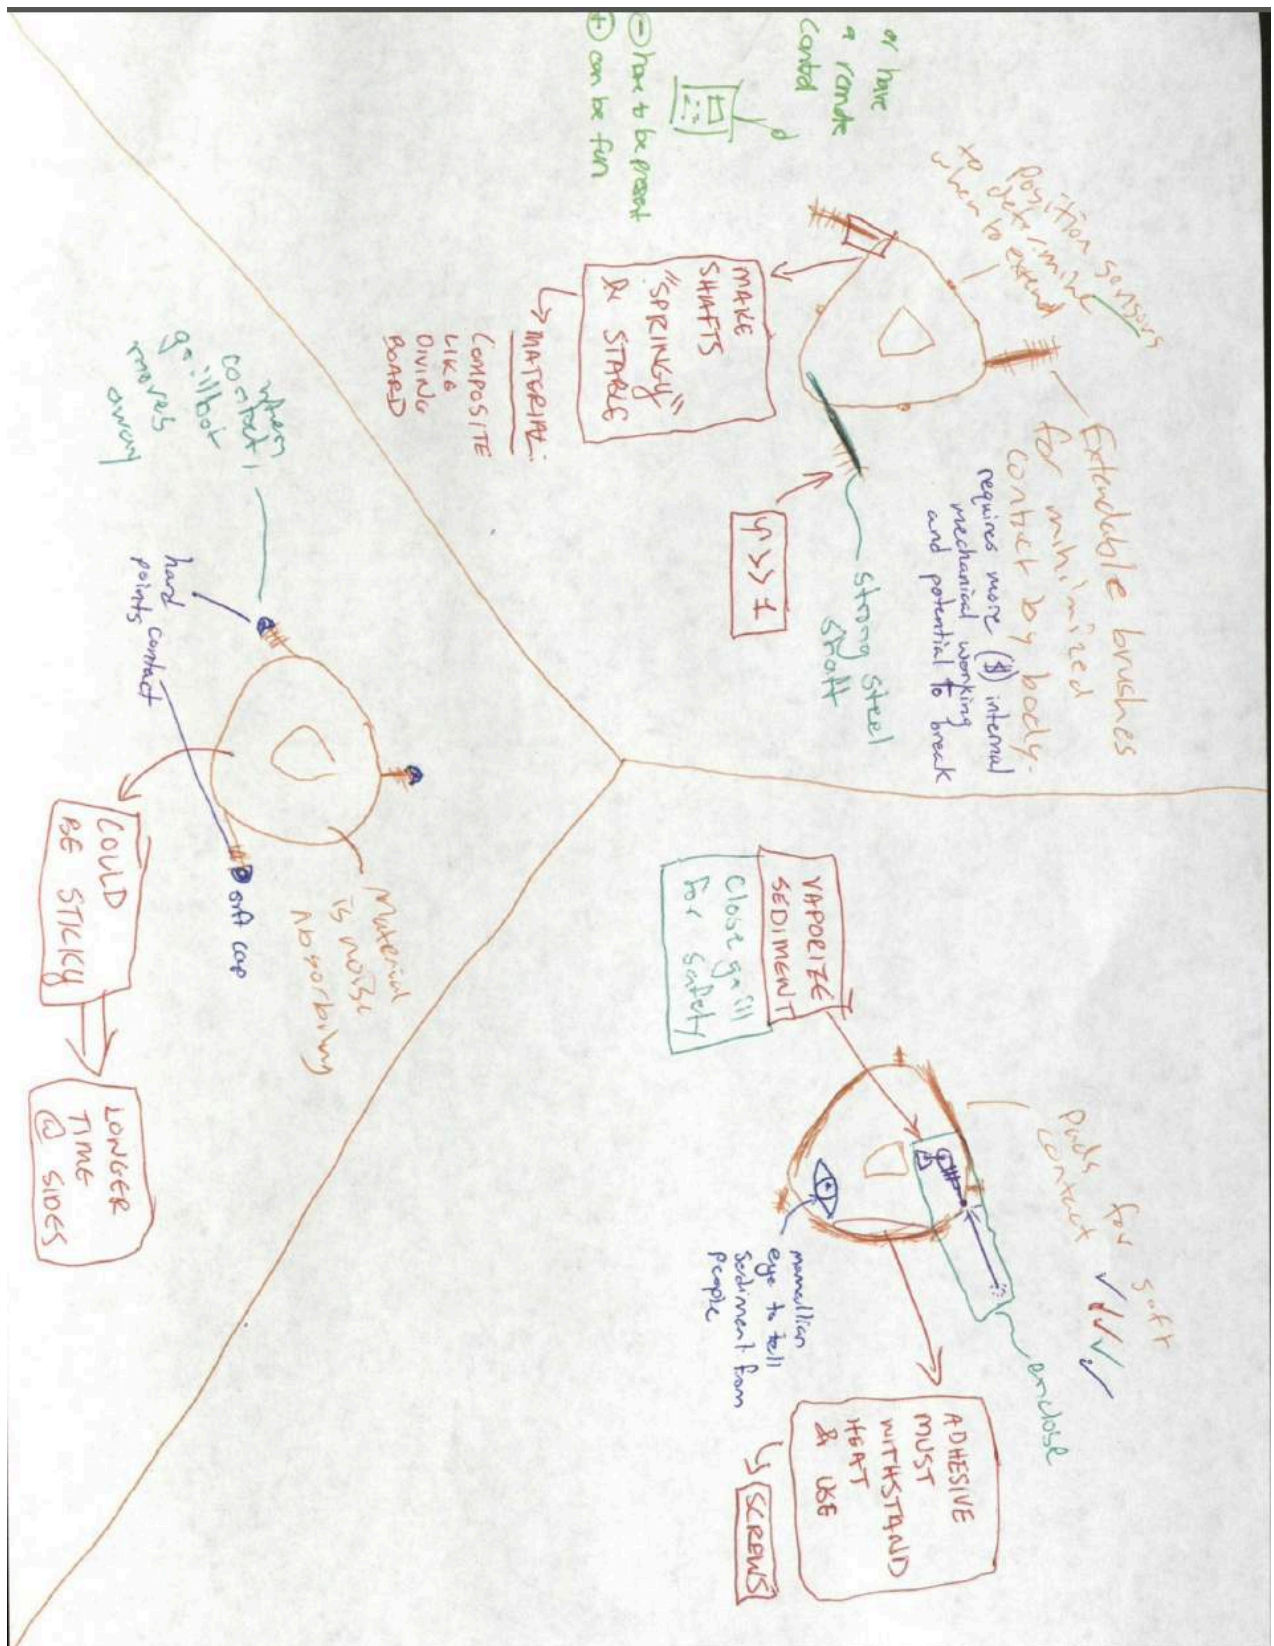 Position sensors
to determine
when to extend
Extendable brushes
for minimized
contact by body.
requires more ($) internal
mechanical working
and potential to break
strong steel
shaft
η >> 1
MAKE
SHAFTS
"SPRINGY"
& STABLE
MATERIAL:
COMPOSITE
LIKE
DIVING
BOARD
or have
a remote
control
⊖ have to be present
⊕ can be fun
pads for soft
contact
enclose
VAPORIZE
SEDIMENT
Close grill
for safety
mamallian
eye to tell
sediment from
people
ADHESIVE
MUST
WITHSTAND
HEAT
& USE
SCREWS
when
contact,
grillbot
moves
away
hard contact
points
soft cap
Material
is noise
Absorbing
COULD
BE STICKY
LONGER
TIME
@ SIDES